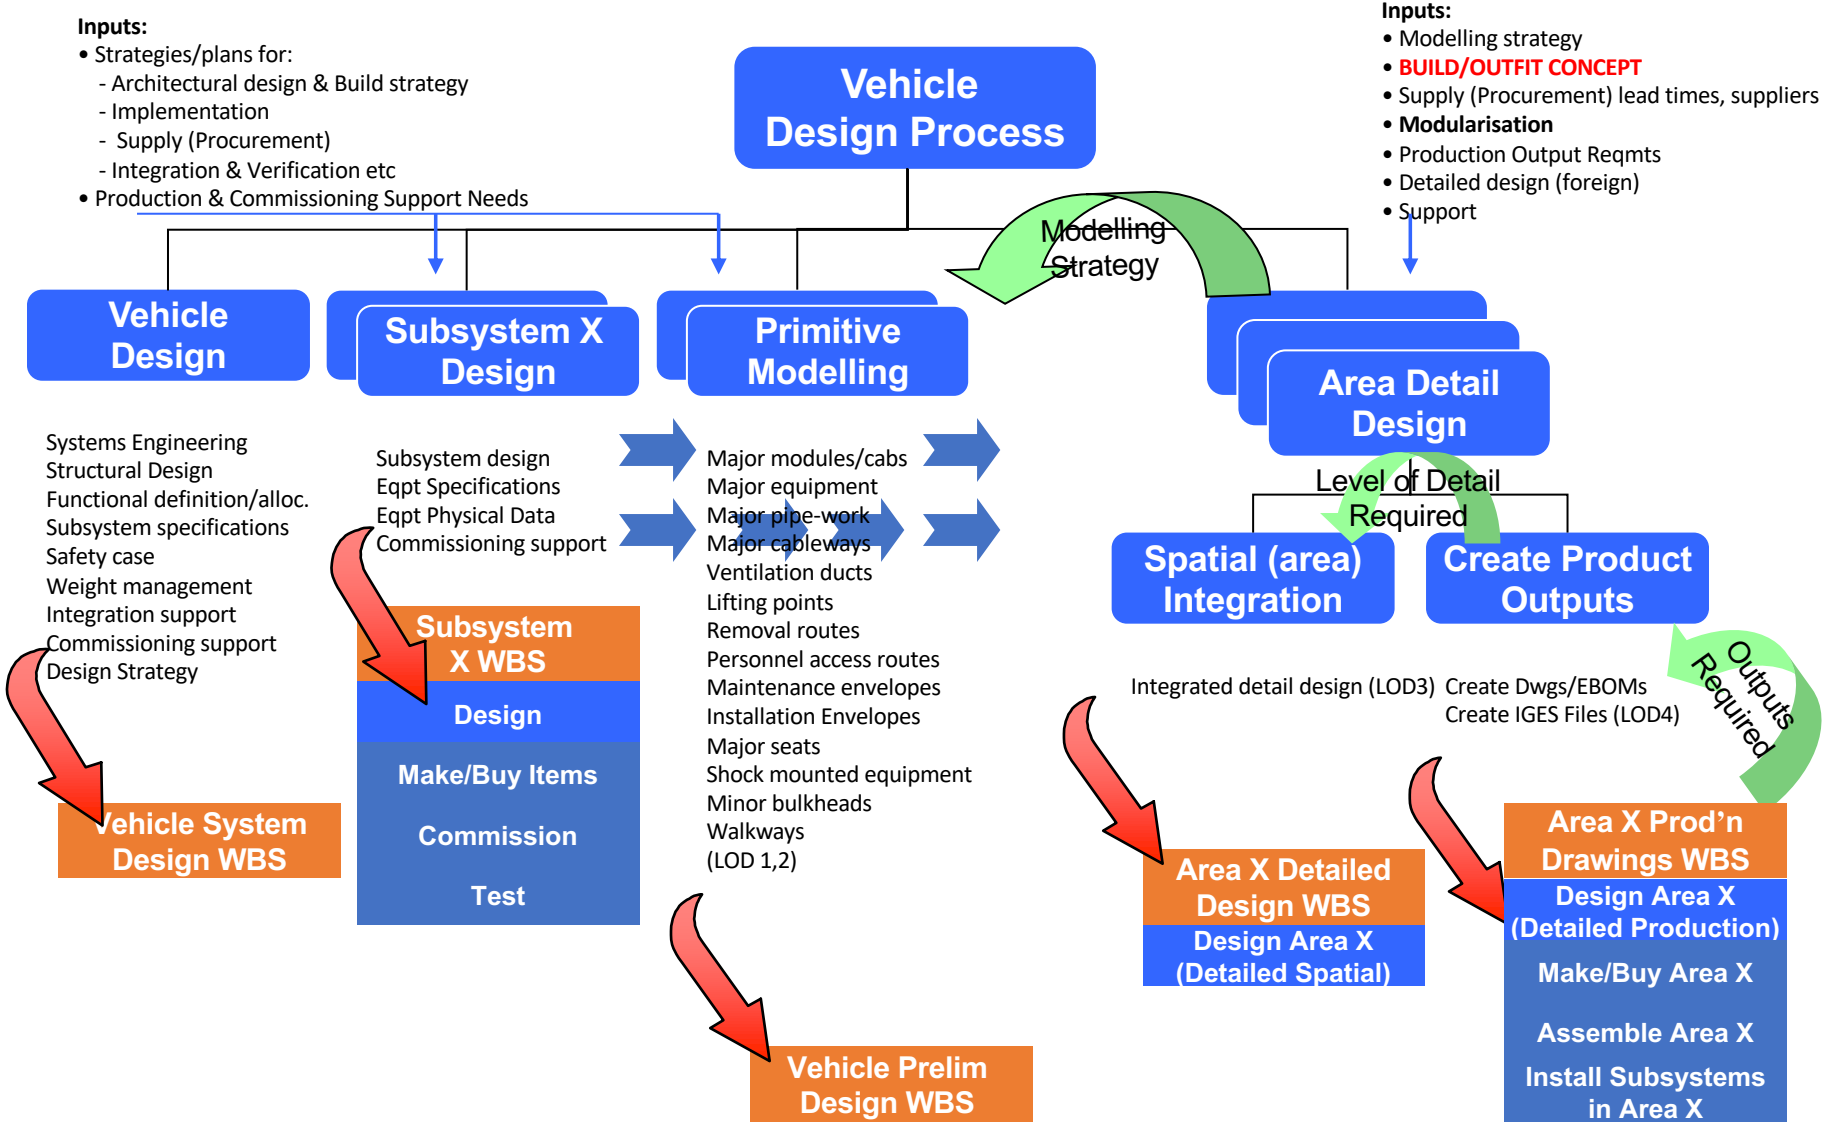 Inputs:
• Strategies/plans for:
- Architectural design & Build strategy
- Implementation
- Supply (Procurement)
- Integration & Verification etc
• Production & Commissioning Support Needs
Vehicle
Design Process
Inputs:
• Modelling strategy
• BUILD/OUTFIT CONCEPT
• Supply (Procurement) lead times, suppliers
• Modularisation
• Production Output Reqmts
• Detailed design (foreign)
• Support
Modelling
Strategy
Vehicle
Design
Subsystem X
Design
Primitive
Modelling
Area Detail
Design
Systems Engineering
Structural Design
Functional definition/alloc.
Subsystem specifications
Safety case
Weight management
Integration support
Commissioning support
Design Strategy
Vehicle System
Design WBS
Subsystem design
Eqpt Specifications
Eqpt Physical Data
Commissioning support
Subsystem
X WBS
Design
Make/Buy Items
Commission
Test
Major modules/cabs
Major equipment
Major pipe-work
Major cableways
Ventilation ducts
Lifting points
Removal routes
Personnel access routes
Maintenance envelopes
Installation Envelopes
Major seats
Shock mounted equipment
Minor bulkheads
Walkways
(LOD 1,2)
Vehicle Prelim
Design WBS
Level of Detail
Required
Spatial (area)
Integration
Create Product
Outputs
Integrated detail design (LOD3)
Create Dwgs/EBOMs
Create IGES Files (LOD4)
Outputs
Required
Area X Detailed
Design WBS
Design Area X
(Detailed Spatial)
Area X Prod’n
Drawings WBS
Design Area X
(Detailed Production)
Make/Buy Area X
Assemble Area X
Install Subsystems
in Area X